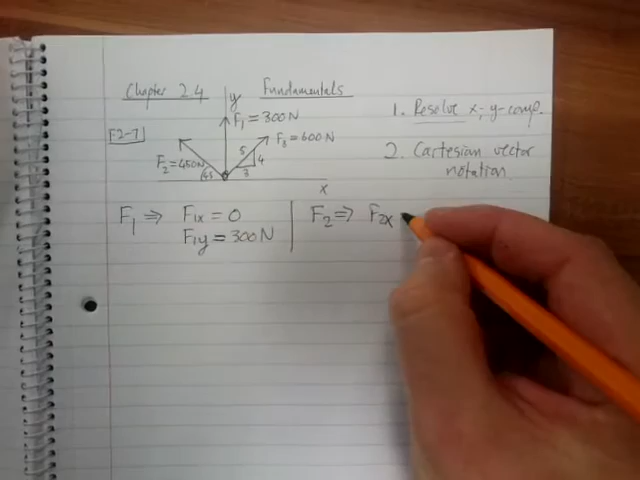 Chapter 2.4 Fundamentals
1. Resolve x-, y-comp.
2. Cartesian vector
notation.
F2-7
y
F₁ = 300 N
F₃ = 600 N
5
4
3
F₂ = 450N
45
x
F₁ ⇒ F₁x = 0
F₁y = 300 N
F₂ ⇒ F₂x